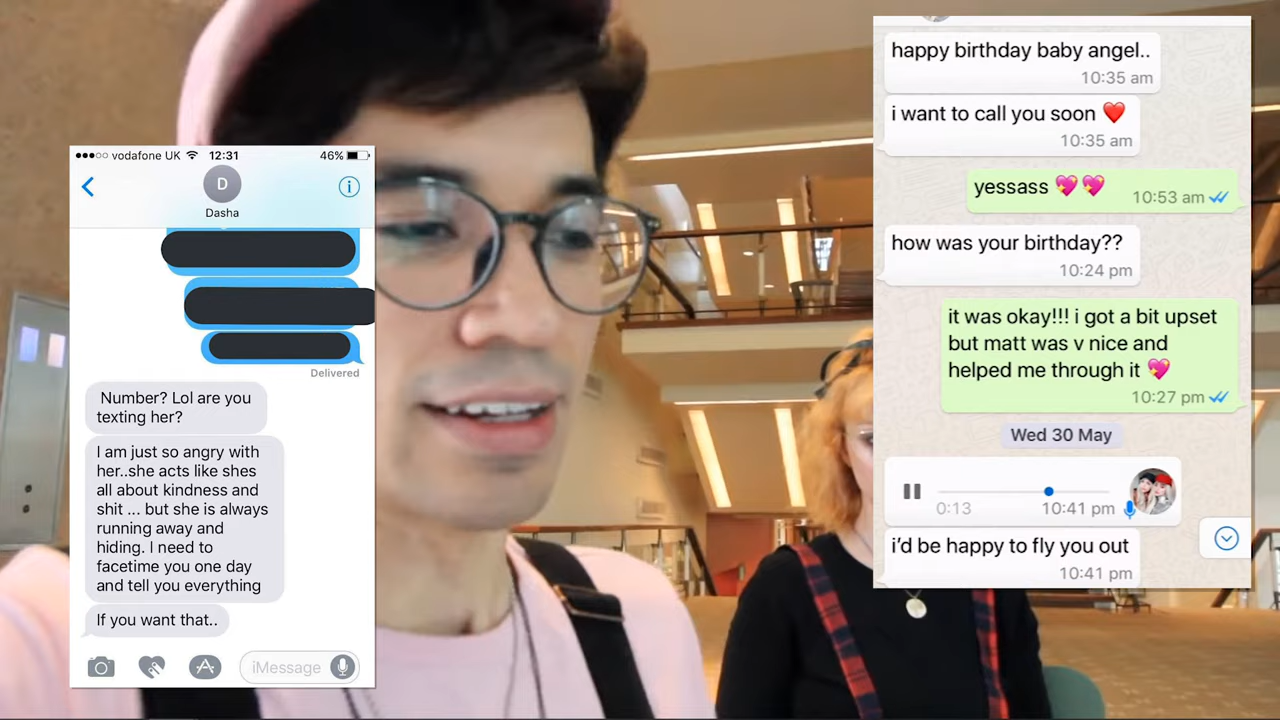 vodafone UK
12:31
46%
D
Dasha
Delivered
Number? Lol are you
texting her?
I am just so angry with
her..she acts like shes
all about kindness and
shit ... but she is always
running away and
hiding. I need to
facetime you one day
and tell you everything
If you want that..
iMessage
happy birthday baby angel..
10:35 am
i want to call you soon ❤️
10:35 am
yessass 💖💖
10:53 am
how was your birthday??
10:24 pm
it was okay!!! i got a bit upset
but matt was v nice and
helped me through it 💖
10:27 pm
Wed 30 May
0:13
10:41 pm
i'd be happy to fly you out
10:41 pm